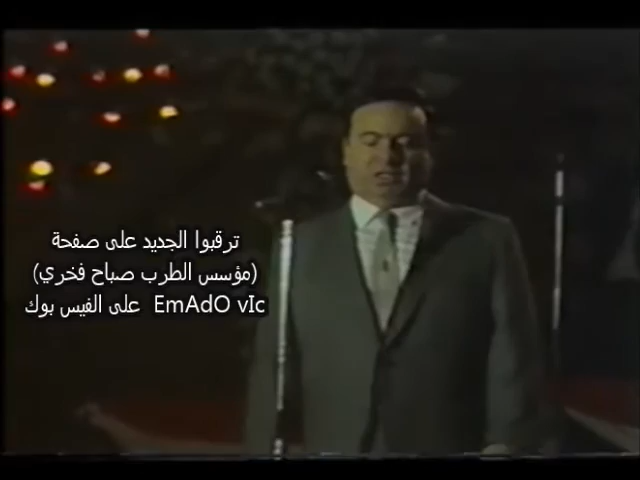 ترقبوا الجديد على صفحة
(مؤسس الطرب صباح فخري)
EmAdO vIc على الفيس بوك